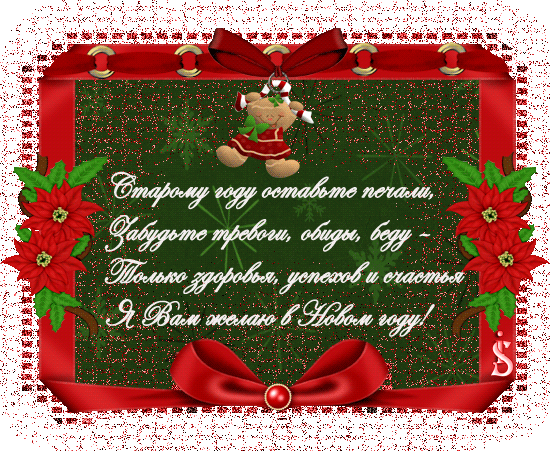 Старому году оставьте печали,
Забудьте тревоги, обиды, беду –
Только здоровья, успехов и счастья
Я Вам желаю в Новом году!